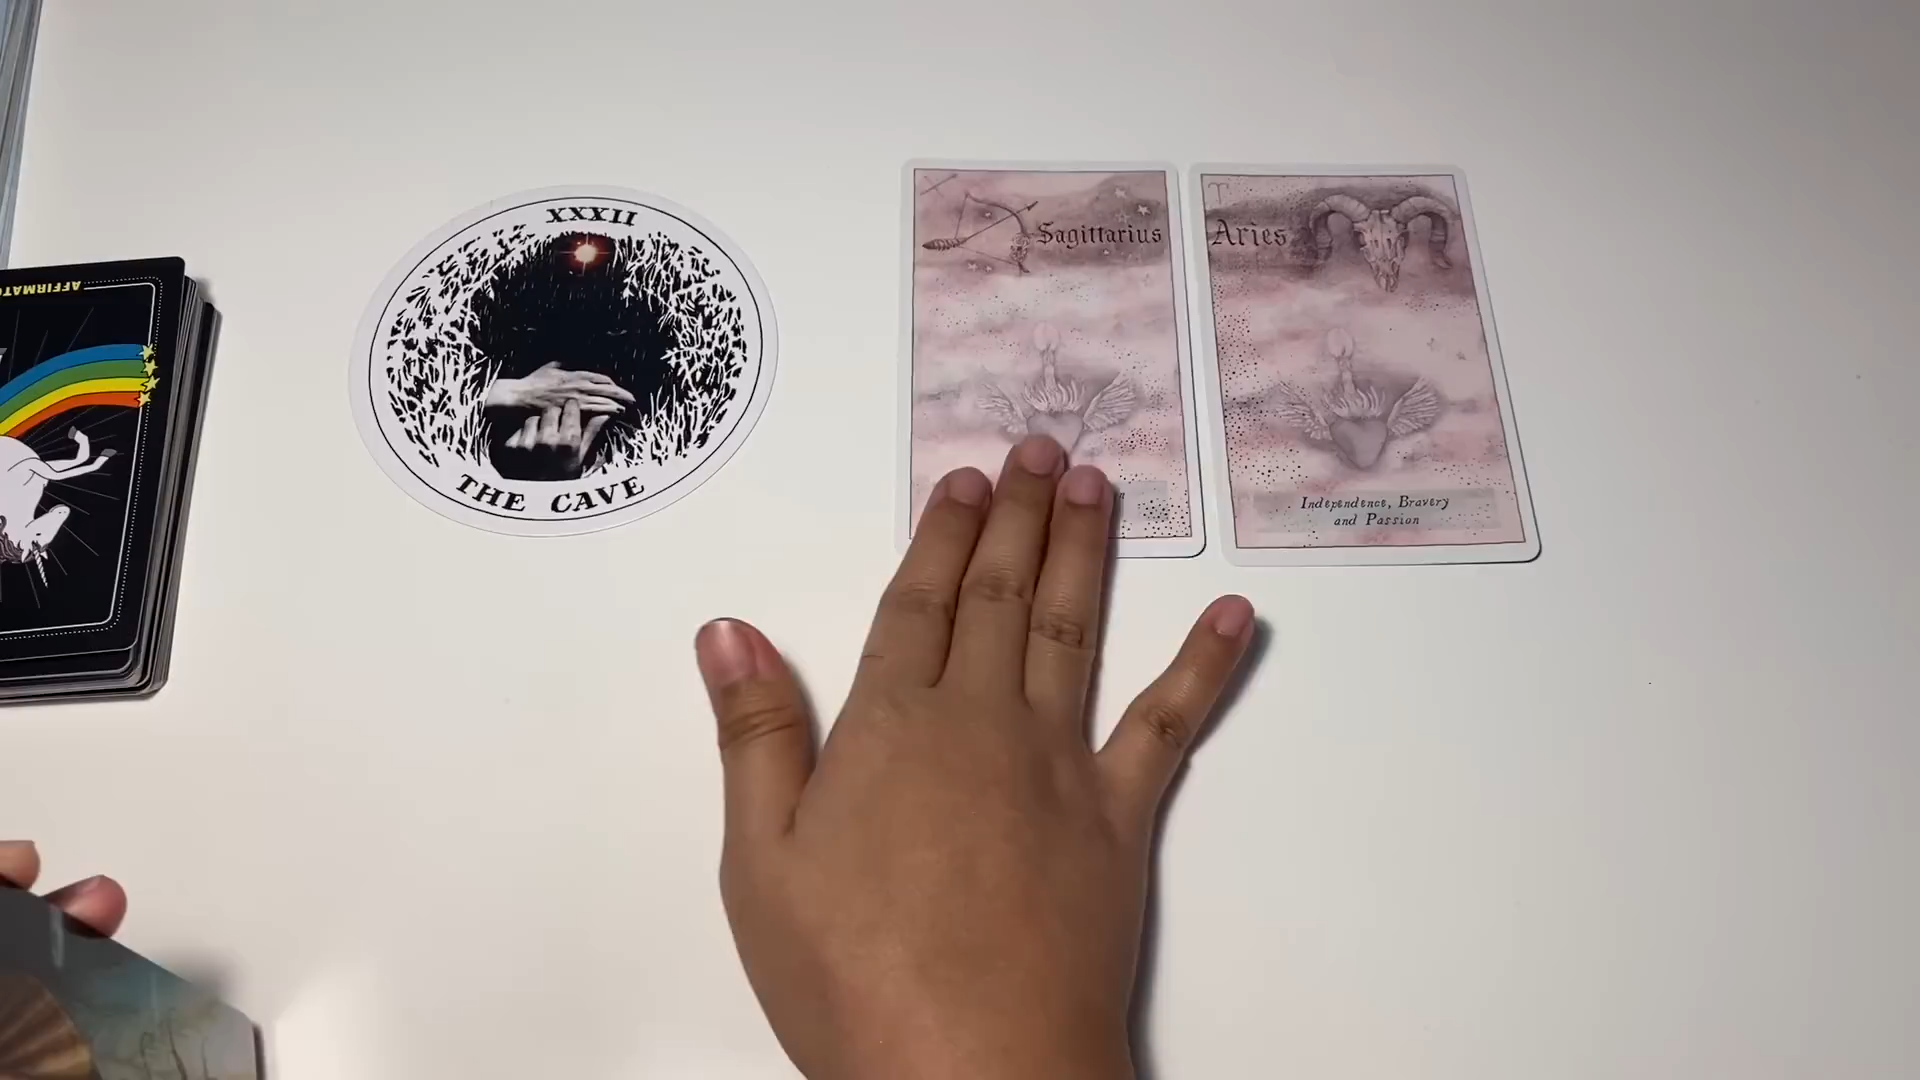 XXXII
THE CAVE
Sagittarius
Aries
Independence, Bravery
and Passion